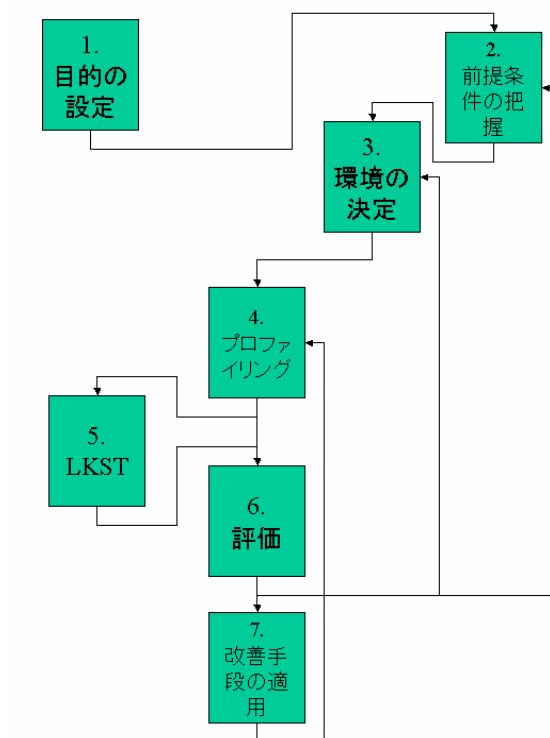 1.
目的の
設定
2.
前提条
件の把
握
3.
環境の
決定
4.
プロファ
イリング
5.
LKST
6.
評価
7.
改善手
段の適
用